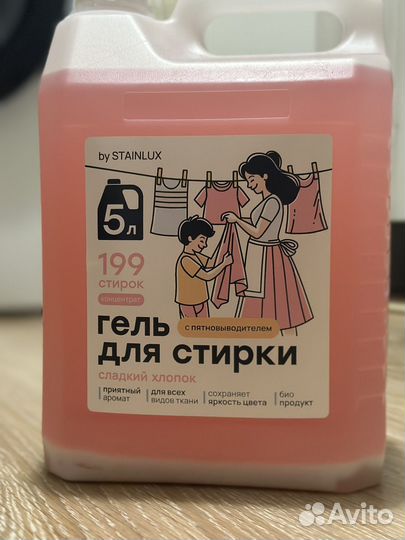 by STAINLUX
5
л
199
стирок
концентрат
с пятновыводителем
гель
для стирки
сладкий хлопок
приятный
аромат
для всех
видов ткани
сохраняет
яркость цвета
био
продукт
Avito